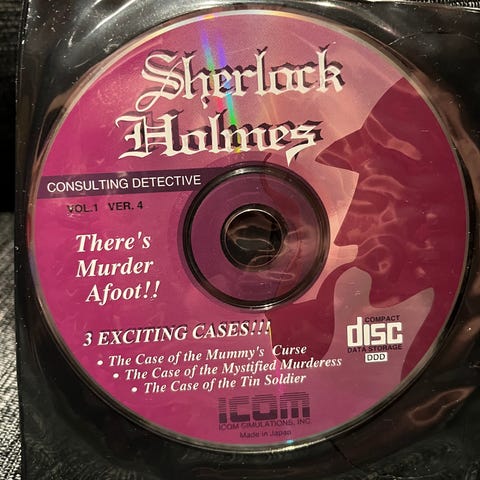 Sherlock
Holmes
CONSULTING DETECTIVE
VOL.1 VER. 4
There's
Murder
Afoot!!
3 EXCITING CASES!!!
• The Case of the Mummy's Curse
• The Case of the Mystified Murderess
• The Case of the Tin Soldier
COMPACT
disc
DATA STORAGE
DDD
ICOM
ICOM SIMULATIONS, INC.
Made in Japan